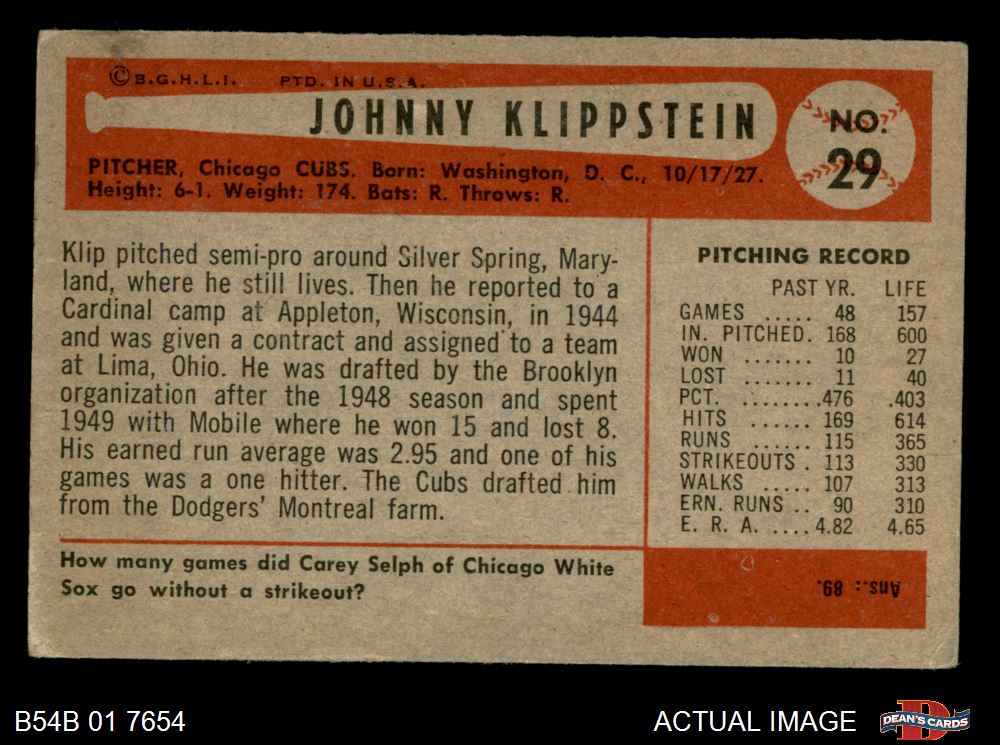 ©B.G.H.L.I. PTD. IN U.S.A.
JOHNNY KLIPPSTEIN
NO.
29
PITCHER, Chicago CUBS. Born: Washington, D. C., 10/17/27.
Height: 6-1. Weight: 174. Bats: R. Throws: R.
Klip pitched semi-pro around Silver Spring, Mary-
land, where he still lives. Then he reported to a
Cardinal camp at Appleton, Wisconsin, in 1944
and was given a contract and assigned to a team
at Lima, Ohio. He was drafted by the Brooklyn
organization after the 1948 season and spent
1949 with Mobile where he won 15 and lost 8.
His earned run average was 2.95 and one of his
games was a one hitter. The Cubs drafted him
from the Dodgers' Montreal farm.
PITCHING RECORD
PAST YR. LIFE
GAMES ..... 48 157
IN. PITCHED. 168 600
WON ....... 10 27
LOST ....... 11 40
PCT. ........476 .403
HITS ...... 169 614
RUNS ...... 115 365
STRIKEOUTS . 113 330
WALKS ..... 107 313
ERN. RUNS .. 90 310
E. R. A. ....4.82 4.65
How many games did Carey Selph of Chicago White
Sox go without a strikeout?
Ans.: 89.
B54B 01 7654
ACTUAL IMAGE
DEAN'S CARDS